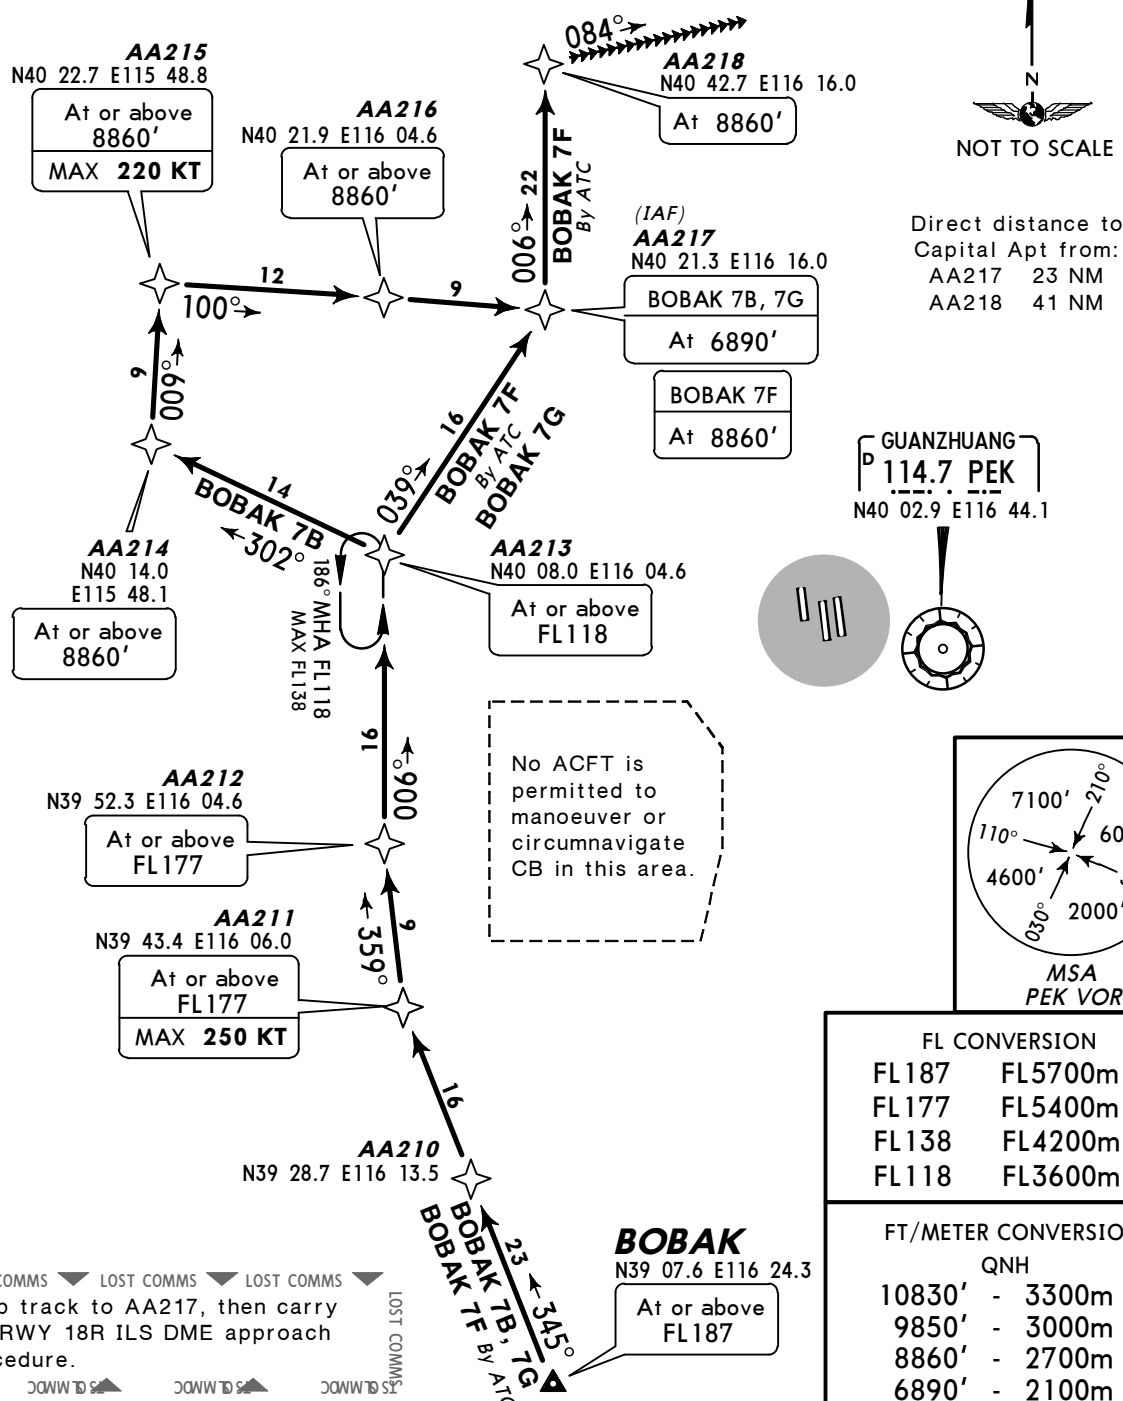 AA215
N40 22.7 E115 48.8
At or above
8860'
MAX 220 KT
AA216
N40 21.9 E116 04.6
At or above
8860'
084°
AA218
N40 42.7 E116 16.0
At 8860'
N
NOT TO SCALE
Direct distance to
Capital Apt from:
AA217 23 NM
AA218 41 NM
006° 22
BOBAK 7F
By ATC
(IAF)
AA217
N40 21.3 E116 16.0
BOBAK 7B, 7G
At 6890'
BOBAK 7F
At 8860'
12
100°
9
9
009°
16
039°
BOBAK 7F
By ATC
BOBAK 7G
14
BOBAK 7B
302°
AA214
N40 14.0
E115 48.1
At or above
8860'
186° MHA FL118
MAX FL138
AA213
N40 08.0 E116 04.6
At or above
FL118
GUANZHUANG
D 114.7 PEK
N40 02.9 E116 44.1
16
006°
No ACFT is
permitted to
manoeuver or
circumnavigate
CB in this area.
AA212
N39 52.3 E116 04.6
At or above
FL177
9
359°
AA211
N39 43.4 E116 06.0
At or above
FL177
MAX 250 KT
7100'
210°
110°
60
4600'
030°
2000'
MSA
PEK VOR
16
AA210
N39 28.7 E116 13.5
BOBAK 7B, 7G
BOBAK 7F By ATC
23
345°
BOBAK
N39 07.6 E116 24.3
At or above
FL187
FL CONVERSION
FL187 FL5700m
FL177 FL5400m
FL138 FL4200m
FL118 FL3600m
FT/METER CONVERSIO
QNH
10830' - 3300m
9850' - 3000m
8860' - 2700m
6890' - 2100m
COMMS LOST COMMS LOST COMMS
LOST COMMS
track to AA217, then carry
RWY 18R ILS DME approach
cedure.